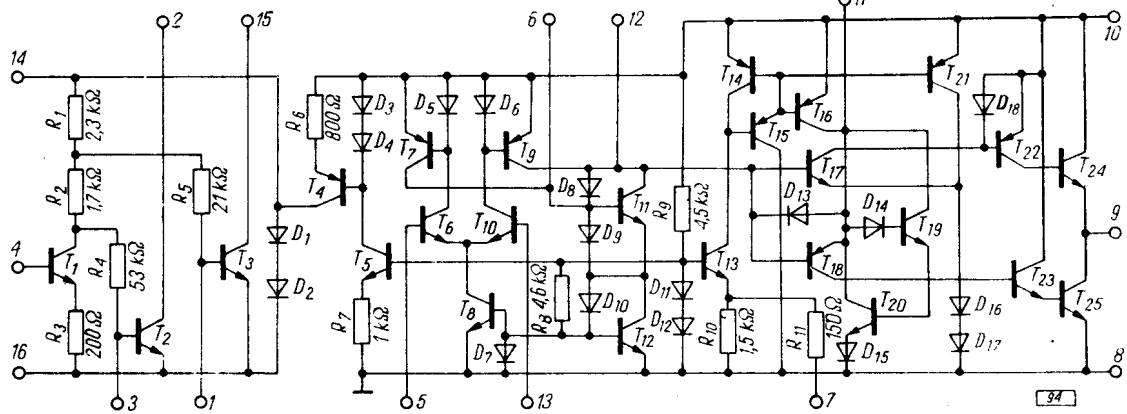 2
15
6
12
11
10
14
R1
2,3 kΩ
R2
1,7 kΩ
R5
21 kΩ
R6
800 Ω
D3
D4
D5
D6
T7
T9
T4
D8
D9
T11
R9
4,5 kΩ
T14
T15
T16
T21
D18
T17
T22
T24
D13
D14
T19
9
4
T1
R4
53 kΩ
T3
D1
D2
T5
T6
T10
T13
T18
T23
T25
R3
200 Ω
T2
R7
1 kΩ
T8
D7
R8 4,6 kΩ
D10
T12
D11
D12
R10
1,5 kΩ
R11
150 Ω
T20
D15
D16
D17
16
8
3
1
5
13
7
94